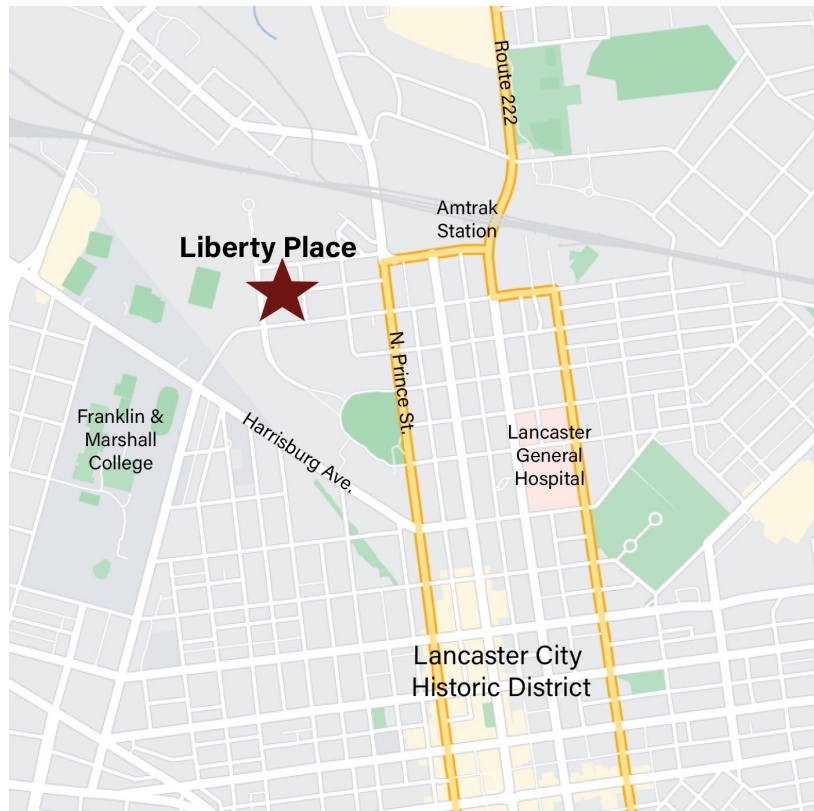 Route 222
Amtrak
Station
Liberty Place
N. Prince St.
Franklin &
Marshall
College
Harrisburg Ave.
Lancaster
General
Hospital
Lancaster City
Historic District